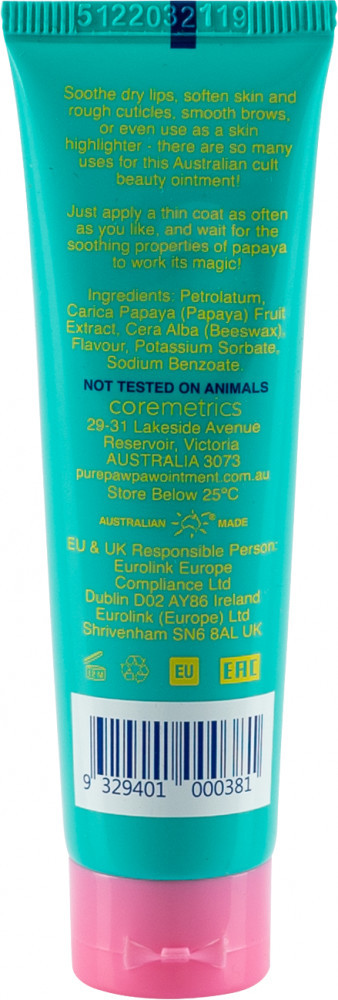 5122032119
Soothe dry lips, soften skin and
rough cuticles, smooth brows,
or even use as a skin
highlighter - there are so many
uses for this Australian cult
beauty ointment!
Just apply a thin coat as often
as you like, and wait for the
soothing properties of papaya
to work its magic!
Ingredients: Petrolatum,
Carica Papaya (Papaya) Fruit
Extract, Cera Alba (Beeswax),
Flavour, Potassium Sorbate,
Sodium Benzoate.
NOT TESTED ON ANIMALS
coremetrics
29-31 Lakeside Avenue
Reservoir, Victoria
AUSTRALIA 3073
purepawpawointment.com.au
Store Below 25ºC
AUSTRALIAN ® MADE
EU & UK Responsible Person:
Eurolink Europe
Compliance Ltd
Dublin D02 AY86 Ireland
Eurolink (Europe) Ltd
Shrivenham SN6 8AL UK
12 M EU EAC
9 329401 000381